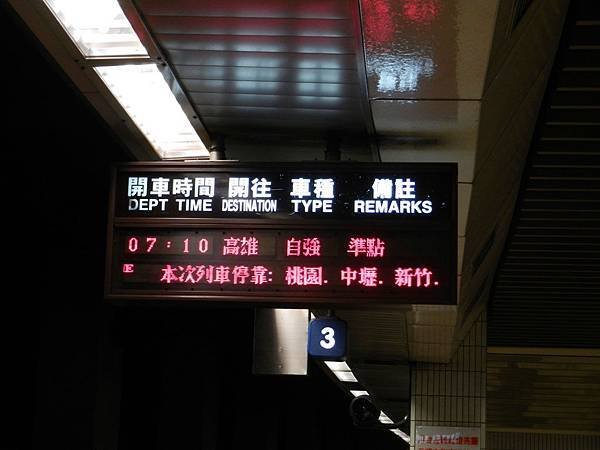 開車時間 開往 車種 備註
DEPT TIME DESTINATION TYPE REMARKS
07:10 高雄 自強 準點
E 本次列車停靠: 桃園. 中壢. 新竹.
3